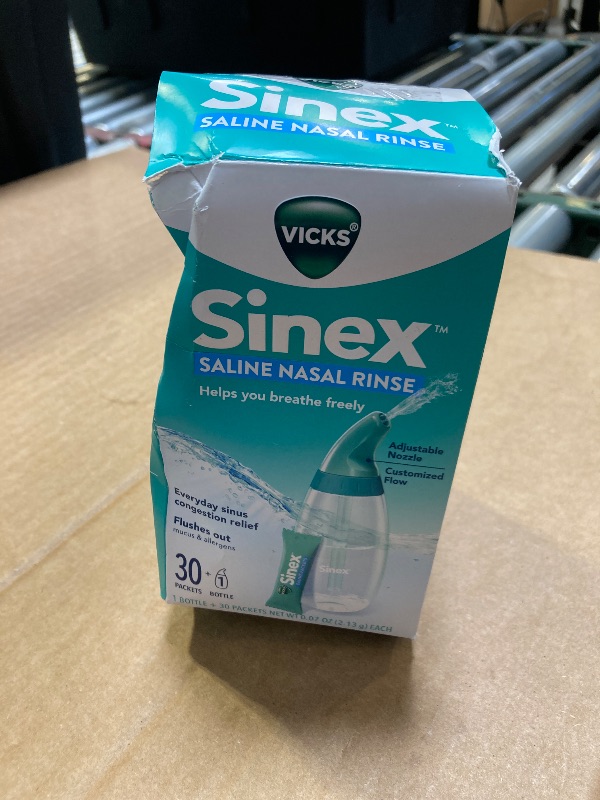 Sinex™
SALINE NASAL RINSE
VICKS®
Sinex™
SALINE NASAL RINSE
Helps you breathe freely
Adjustable
Nozzle
Customized
Flow
Everyday sinus
congestion relief
Flushes out
mucus & allergens
Sinex
Sinex
30 + 1
PACKETS BOTTLE
1 BOTTLE + 30 PACKETS NET WT 0.07 OZ (2.13 g) EACH